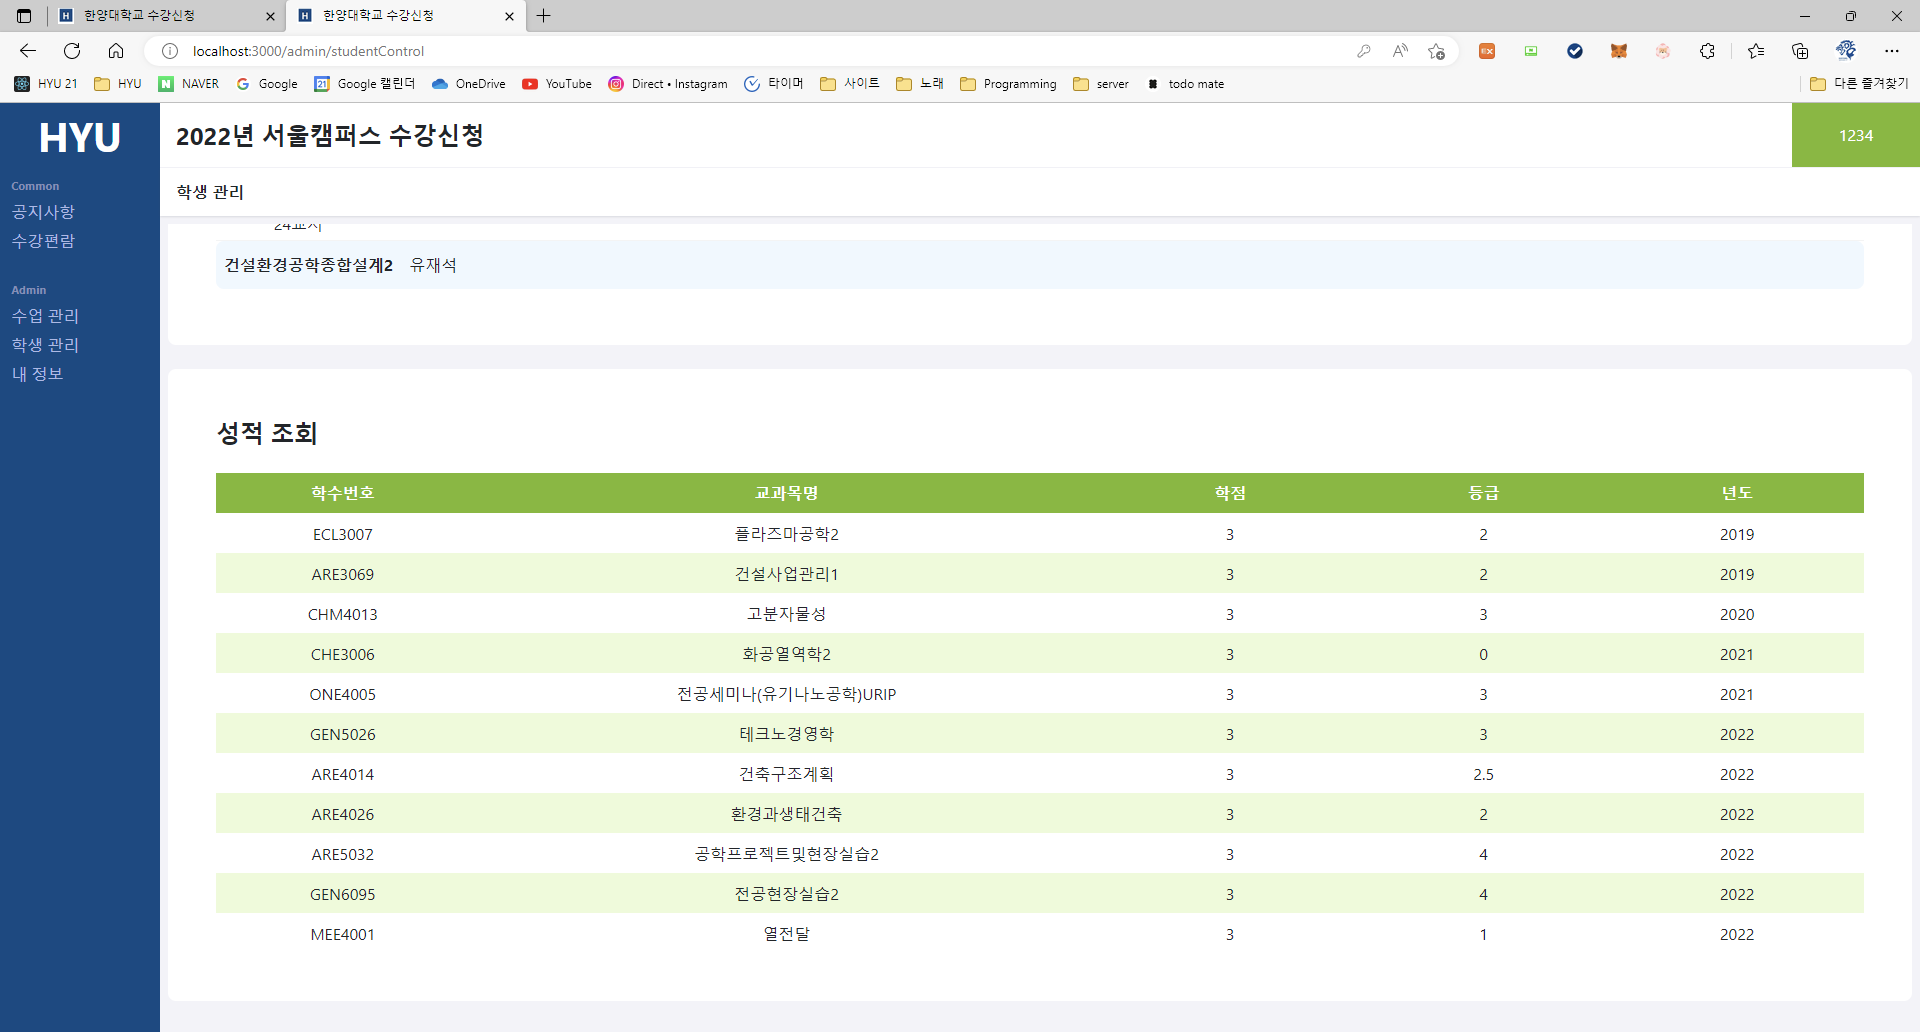 한양대학교 수강신청
한양대학교 수강신청
localhost:3000/admin/studentControl
HYU 21 HYU NAVER Google Google 캘린더 OneDrive YouTube Direct • Instagram 타이머 사이트 노래 Programming server todo mate 다른 즐겨찾기
HYU
2022년 서울캠퍼스 수강신청
1234
Common
공지사항
수강편람
Admin
수업 관리
학생 관리
내 정보
학생 관리
24교시
건설환경공학종합설계2 유재석
성적 조회
학수번호 교과목명 학점 등급 년도
ECL3007 플라즈마공학2 3 2 2019
ARE3069 건설사업관리1 3 2 2019
CHM4013 고분자물성 3 3 2020
CHE3006 화공열역학2 3 0 2021
ONE4005 전공세미나(유기나노공학)URIP 3 3 2021
GEN5026 테크노경영학 3 3 2022
ARE4014 건축구조계획 3 2.5 2022
ARE4026 환경과생태건축 3 2 2022
ARE5032 공학프로젝트및현장실습2 3 4 2022
GEN6095 전공현장실습2 3 4 2022
MEE4001 열전달 3 1 2022